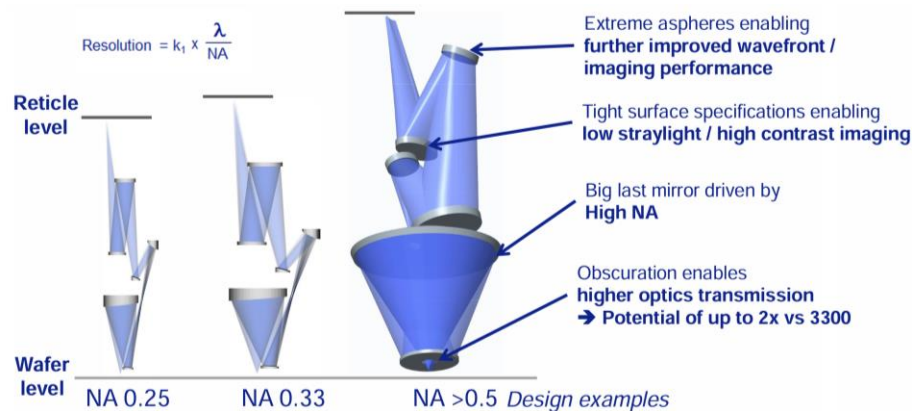 Resolution = k1 x λ
NA
Reticle
level
Extreme aspheres enabling
further improved wavefront /
imaging performance
Tight surface specifications enabling
low straylight / high contrast imaging
Big last mirror driven by
High NA
Obscuration enables
higher optics transmission
➔ Potential of up to 2x vs 3300
Wafer
level
NA 0.25
NA 0.33
NA >0.5 Design examples